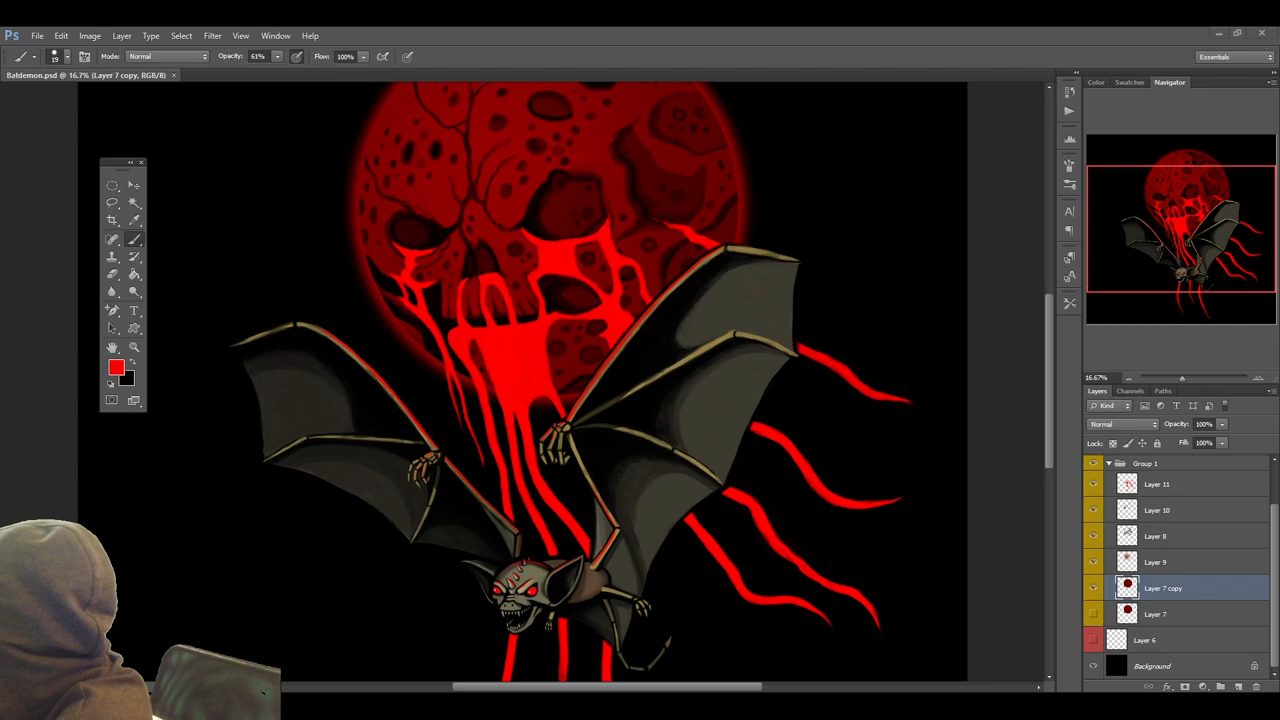 Ps File Edit Image Layer Type Select Filter View Window Help
19 Mode: Normal Opacity: 61% Flow: 100% Essentials
Batdemon.psd @ 16.7% (Layer 7 copy, RGB/8) ×
Color Swatches Navigator
16.67%
Layers Channels Paths
Kind
Normal Opacity: 100%
Lock: Fill: 100%
Group 1
Layer 11
Layer 10
Layer 8
Layer 9
Layer 7 copy
Layer 7
Layer 6
Background